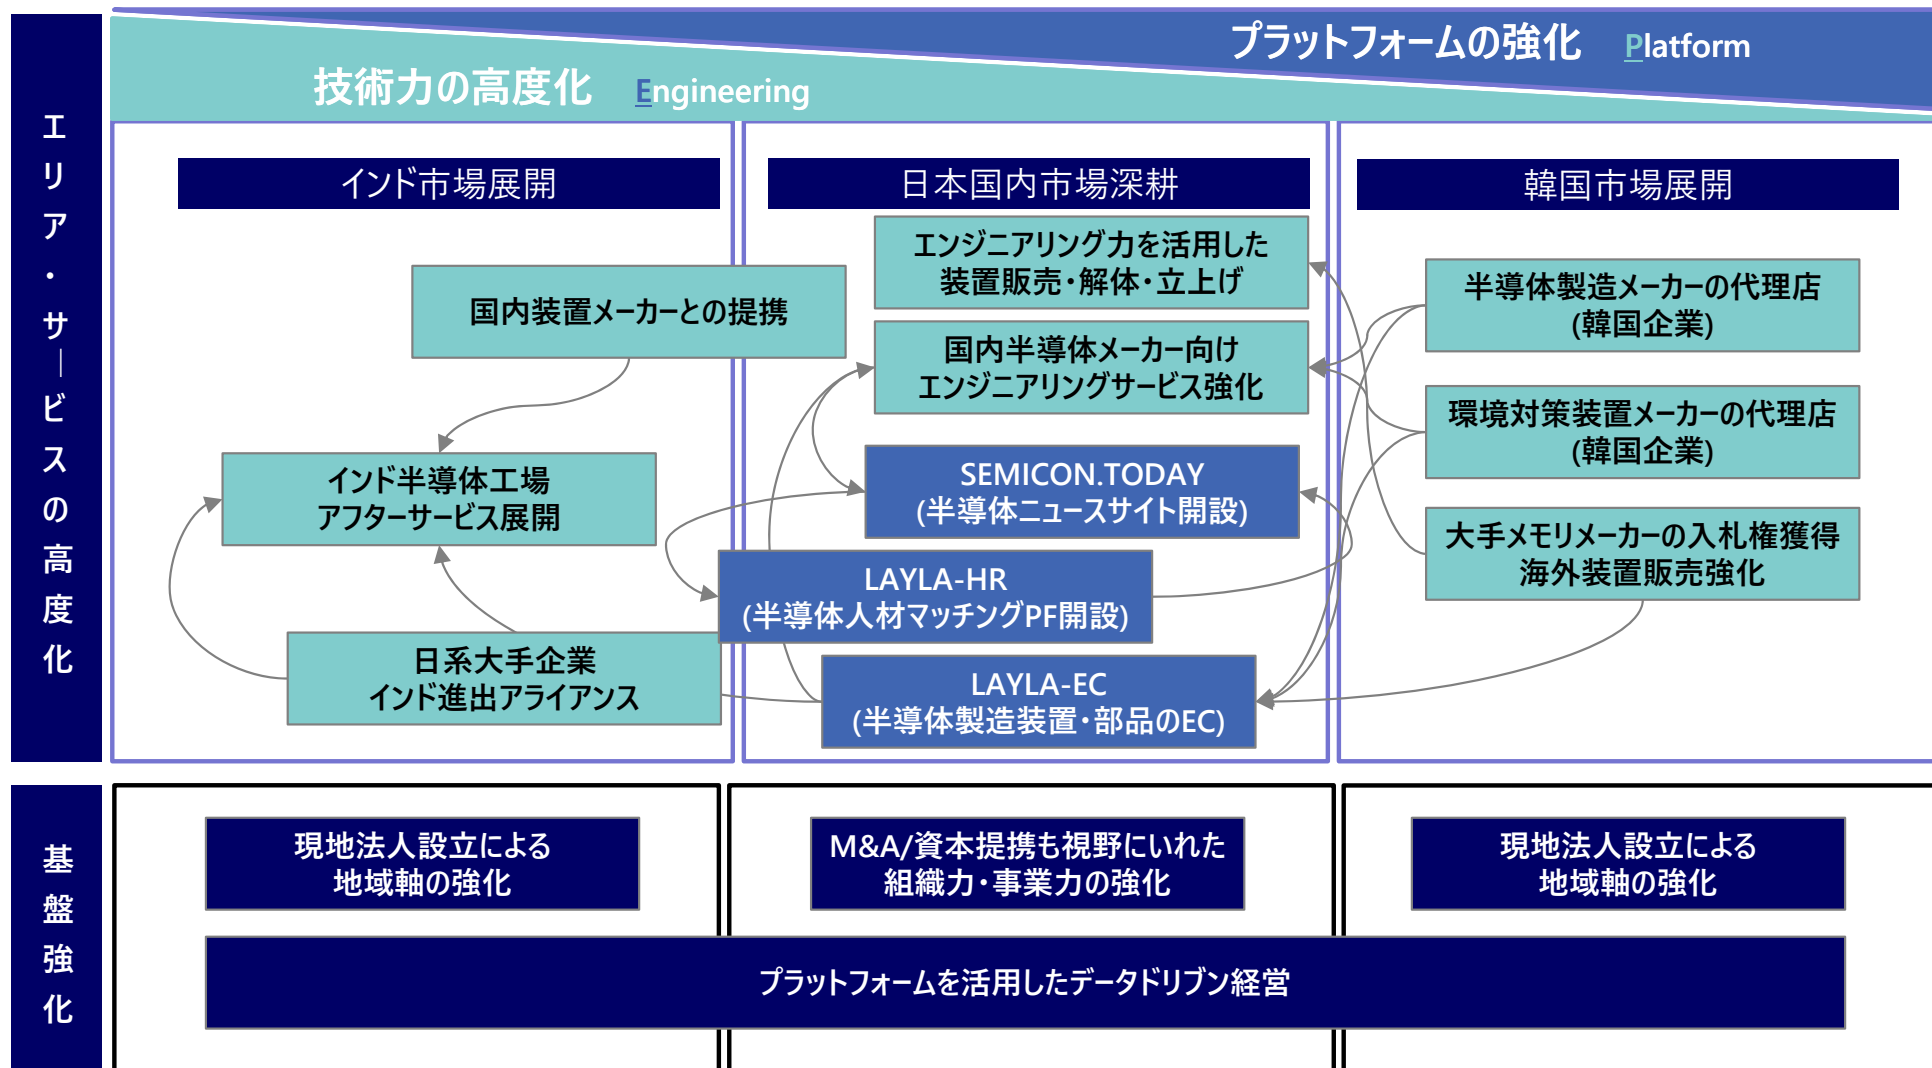 プラットフォームの強化 Platform
技術力の高度化 Engineering
エリア・サービスの高度化
インド市場展開
国内装置メーカーとの提携
インド半導体工場
アフターサービス展開
日系大手企業
インド進出アライアンス
日本国内市場深耕
エンジニアリング力を活用した
装置販売・解体・立上げ
国内半導体メーカー向け
エンジニアリングサービス強化
SEMICON.TODAY
(半導体ニュースサイト開設)
LAYLA-HR
(半導体人材マッチングPF開設)
LAYLA-EC
(半導体製造装置・部品のEC)
韓国市場展開
半導体製造メーカーの代理店
(韓国企業)
環境対策装置メーカーの代理店
(韓国企業)
大手メモリメーカーの入札権獲得
海外装置販売強化
基盤強化
現地法人設立による
地域軸の強化
M&A/資本提携も視野にいれた
組織力・事業力の強化
現地法人設立による
地域軸の強化
プラットフォームを活用したデータドリブン経営